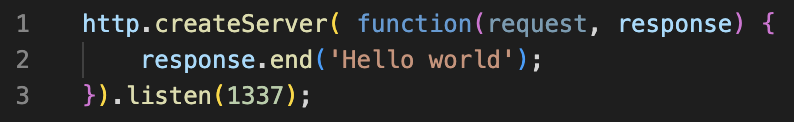 1 http.createServer( function(request, response) {
2 response.end('Hello world');
3 }).listen(1337);